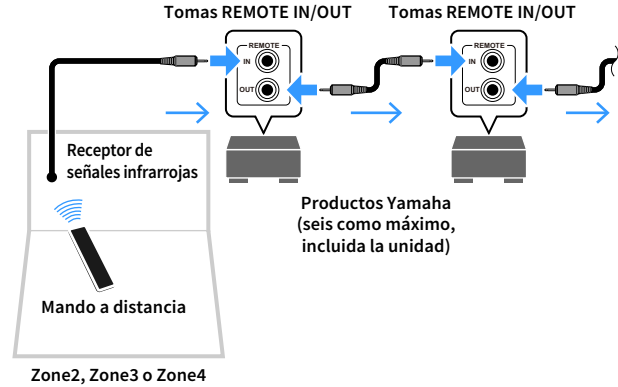 Tomas REMOTE IN/OUT
Tomas REMOTE IN/OUT
REMOTE
IN
OUT
REMOTE
IN
OUT
Receptor de
señales infrarrojas
Productos Yamaha
(seis como máximo,
incluida la unidad)
Mando a distancia
Zone2, Zone3 o Zone4